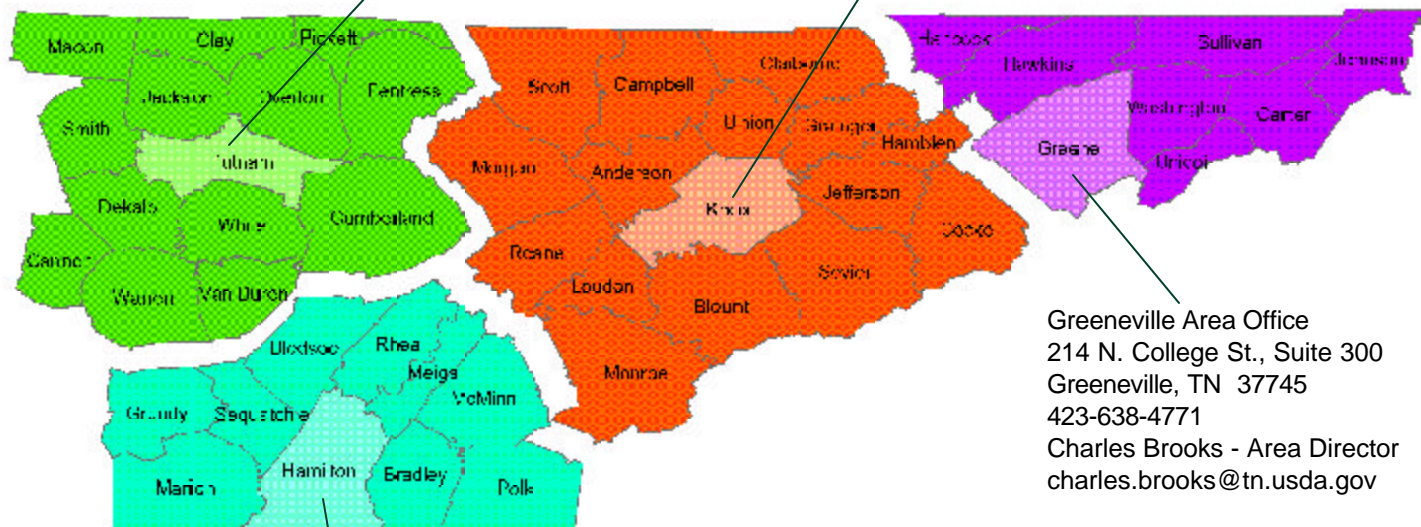 Macon
Clay
Pickett
Jackson
Overton
Fentress
Smith
Putnam
Dekalb
White
Cumberland
Cannon
Warren
Van Buren
Scott
Campbell
Claiborne
Union
Grainger
Hamblen
Morgan
Anderson
Knox
Jefferson
Roane
Loudon
Blount
Sevier
Cocke
Monroe
Hancock
Hawkins
Sullivan
Johnson
Washington
Carter
Greene
Unicoi
Bledsoe
Rhea
Meigs
McMinn
Grundy
Sequatchie
Marion
Hamilton
Bradley
Polk
Greeneville Area Office
214 N. College St., Suite 300
Greeneville, TN 37745
423-638-4771
Charles Brooks - Area Director
charles.brooks@tn.usda.gov